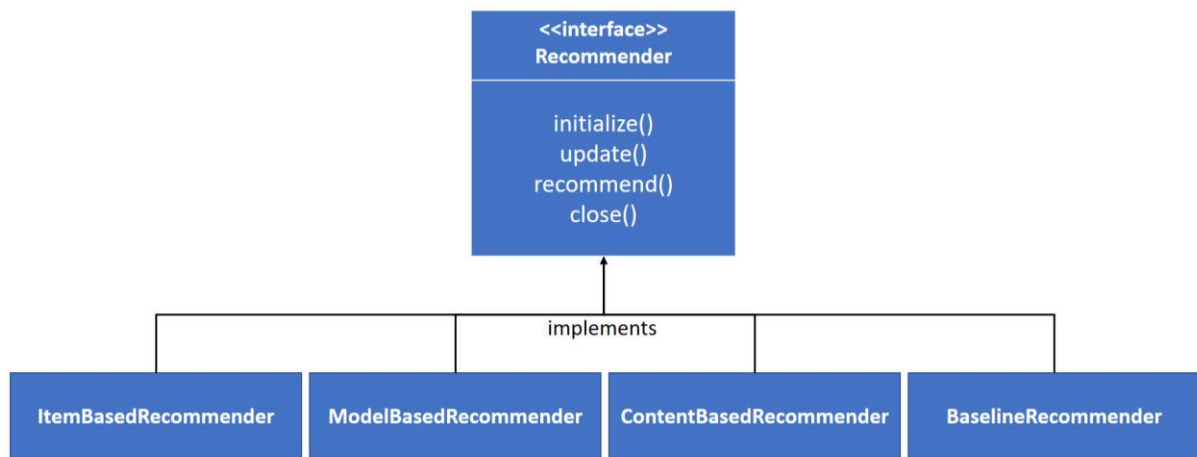 <<interface>>
Recommender
initialize()
update()
recommend()
close()
implements
ItemBasedRecommender
ModelBasedRecommender
ContentBasedRecommender
BaselineRecommender